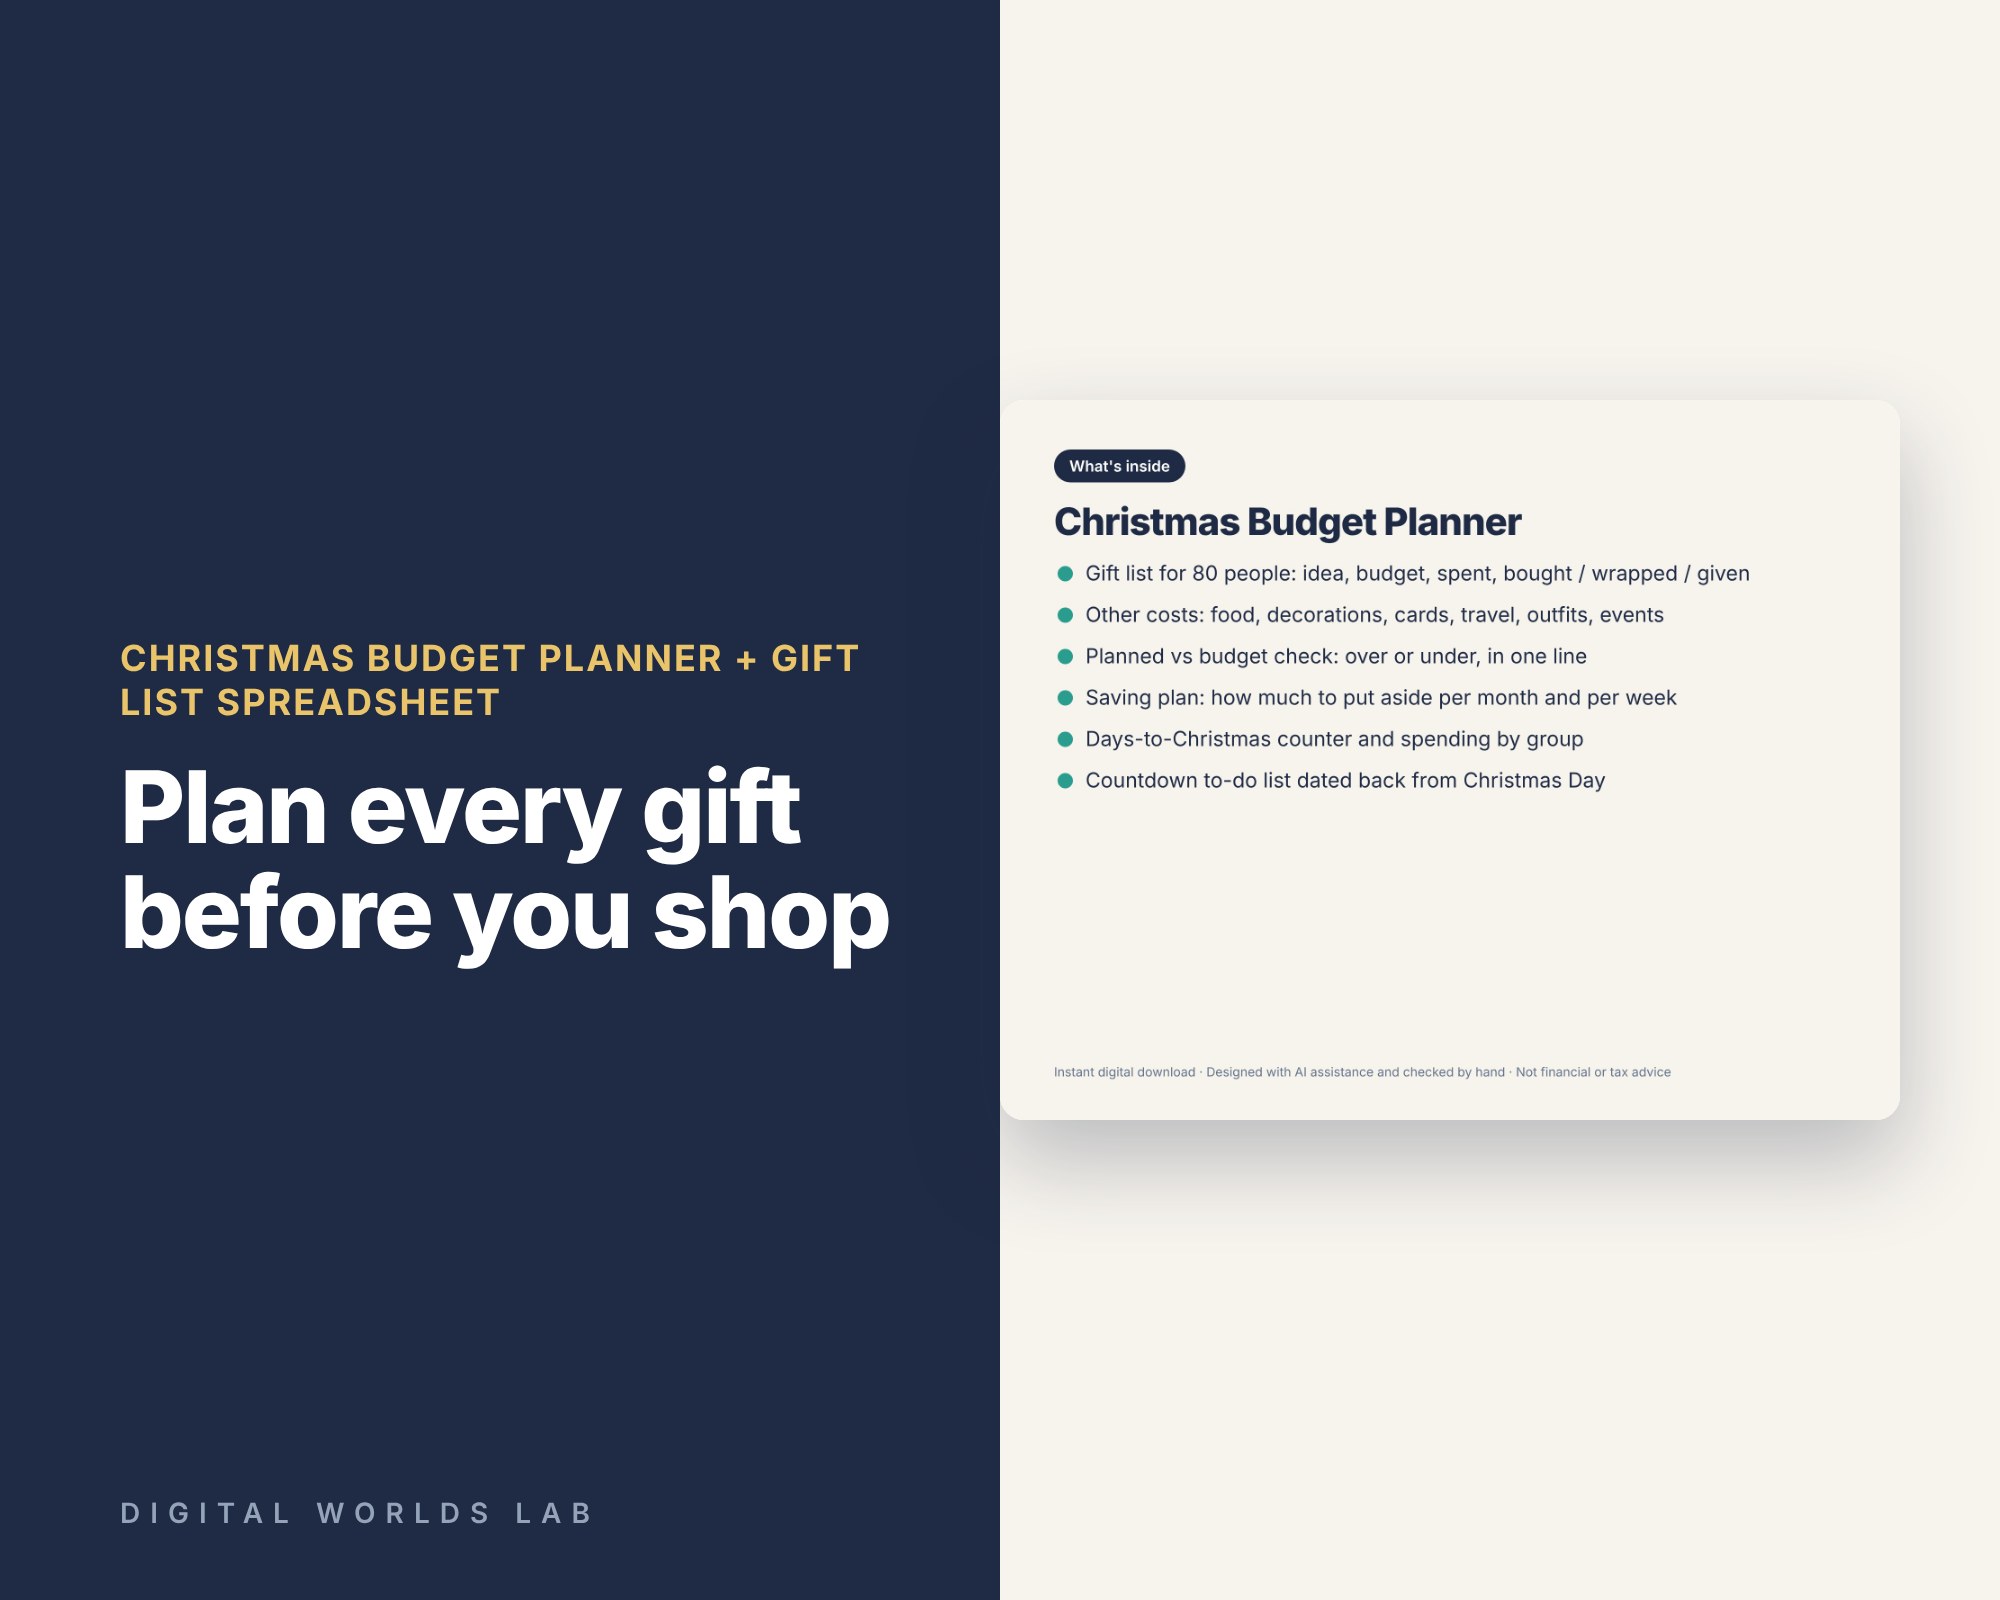 CHRISTMAS BUDGET PLANNER + GIFT
LIST SPREADSHEET
Plan every gift
before you shop
DIGITAL WORLDS LAB
What's inside
Christmas Budget Planner
Gift list for 80 people: idea, budget, spent, bought / wrapped / given
Other costs: food, decorations, cards, travel, outfits, events
Planned vs budget check: over or under, in one line
Saving plan: how much to put aside per month and per week
Days-to-Christmas counter and spending by group
Countdown to-do list dated back from Christmas Day
Instant digital download · Designed with AI assistance and checked by hand · Not financial or tax advice